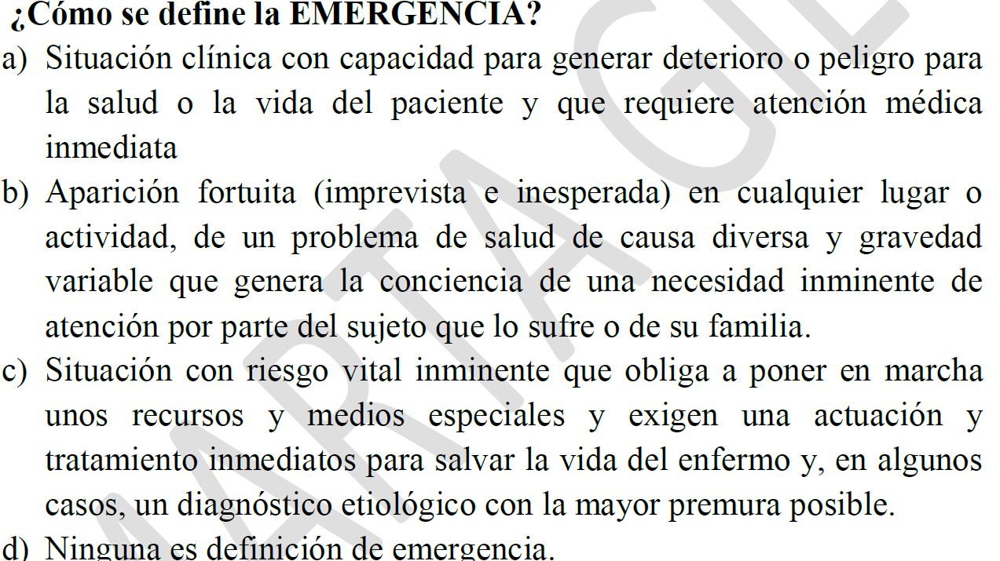 ¿Cómo se define la EMERGENCIA?
a) Situación clínica con capacidad para generar deterioro o peligro para
la salud o la vida del paciente y que requiere atención médica
inmediata
b) Aparición fortuita (imprevista e inesperada) en cualquier lugar o
actividad, de un problema de salud de causa diversa y gravedad
variable que genera la conciencia de una necesidad inminente de
atención por parte del sujeto que lo sufre o de su familia.
c) Situación con riesgo vital inminente que obliga a poner en marcha
unos recursos y medios especiales y exigen una actuación y
tratamiento inmediatos para salvar la vida del enfermo y, en algunos
casos, un diagnóstico etiológico con la mayor premura posible.
d) Ninguna es definición de emergencia.